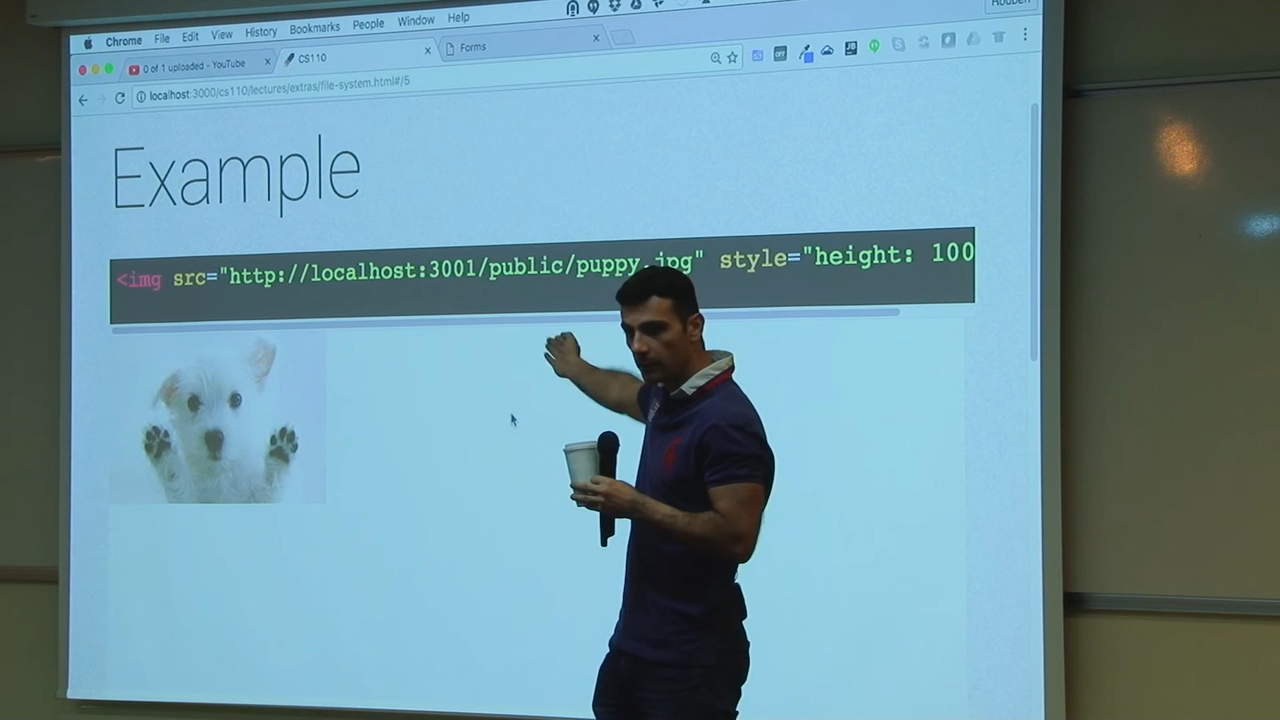 Chrome File Edit View History Bookmarks People Window Help
0 of 1 uploaded - YouTube
CS110
Forms
localhost:3000/cs110/lectures/extras/file-system.html#/5
Example
<img src="http://localhost:3001/public/puppy.jpg" style="height: 100